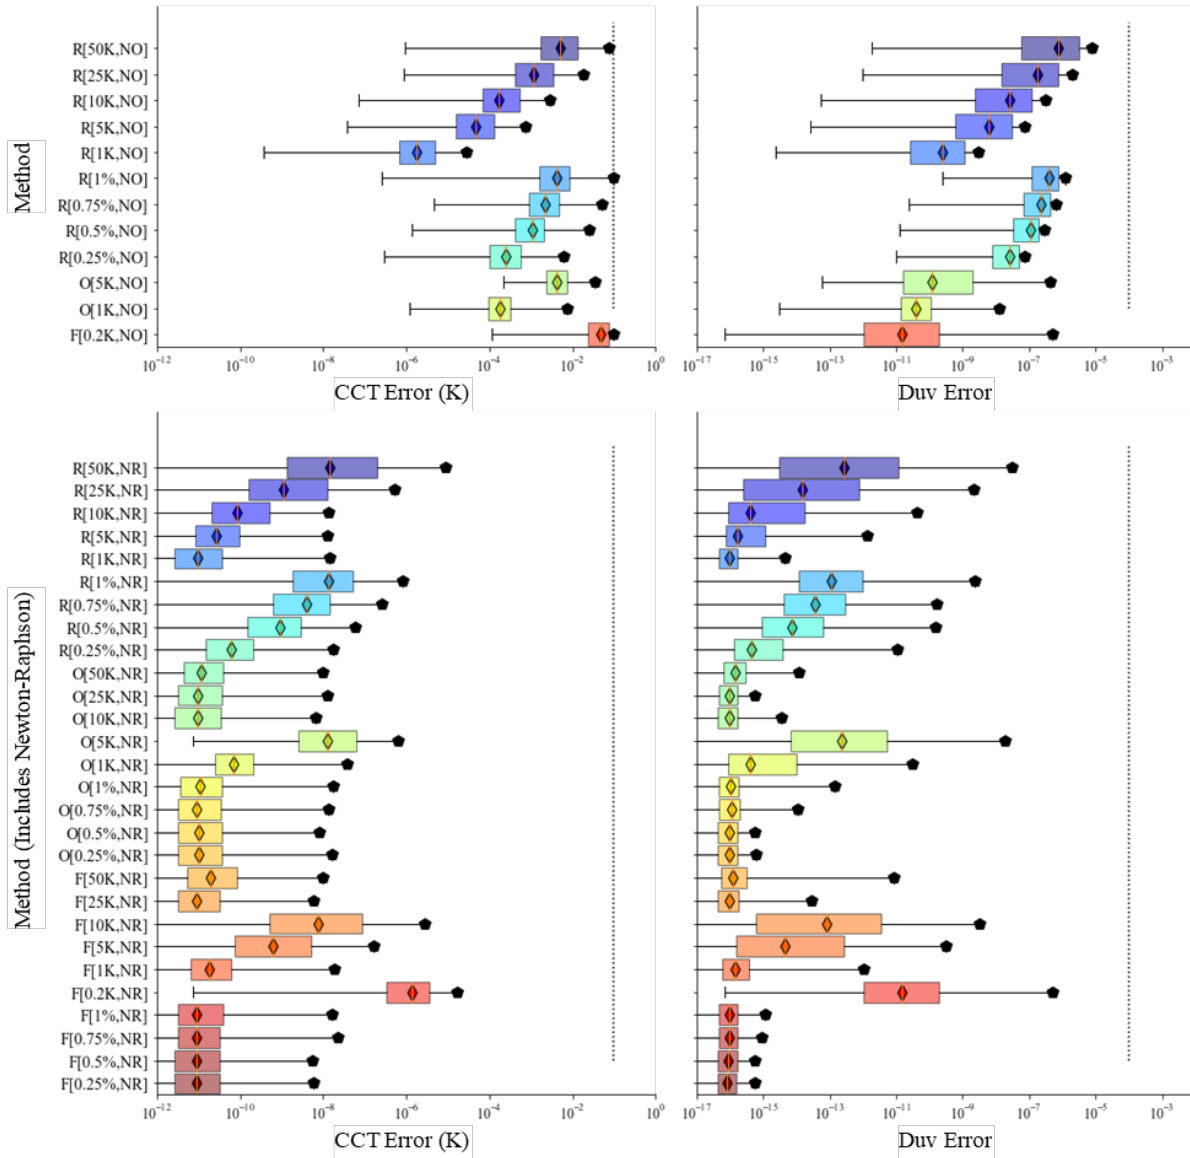 Method
R[50K,NO]
R[25K,NO]
R[10K,NO]
R[5K,NO]
R[1K,NO]
R[1%,NO]
R[0.75%,NO]
R[0.5%,NO]
R[0.25%,NO]
O[5K,NO]
O[1K,NO]
F[0.2K,NO]
10⁻¹² 10⁻¹⁰ 10⁻⁸ 10⁻⁶ 10⁻⁴ 10⁻² 10⁰
CCT Error (K)
10⁻¹⁷ 10⁻¹⁵ 10⁻¹³ 10⁻¹¹ 10⁻⁹ 10⁻⁷ 10⁻⁵ 10⁻³
Duv Error
Method (Includes Newton-Raphson)
R[50K,NR]
R[25K,NR]
R[10K,NR]
R[5K,NR]
R[1K,NR]
R[1%,NR]
R[0.75%,NR]
R[0.5%,NR]
R[0.25%,NR]
O[50K,NR]
O[25K,NR]
O[10K,NR]
O[5K,NR]
O[1K,NR]
O[1%,NR]
O[0.75%,NR]
O[0.5%,NR]
O[0.25%,NR]
F[50K,NR]
F[25K,NR]
F[10K,NR]
F[5K,NR]
F[1K,NR]
F[0.2K,NR]
F[1%,NR]
F[0.75%,NR]
F[0.5%,NR]
F[0.25%,NR]
10⁻¹² 10⁻¹⁰ 10⁻⁸ 10⁻⁶ 10⁻⁴ 10⁻² 10⁰
CCT Error (K)
10⁻¹⁷ 10⁻¹⁵ 10⁻¹³ 10⁻¹¹ 10⁻⁹ 10⁻⁷ 10⁻⁵ 10⁻³
Duv Error